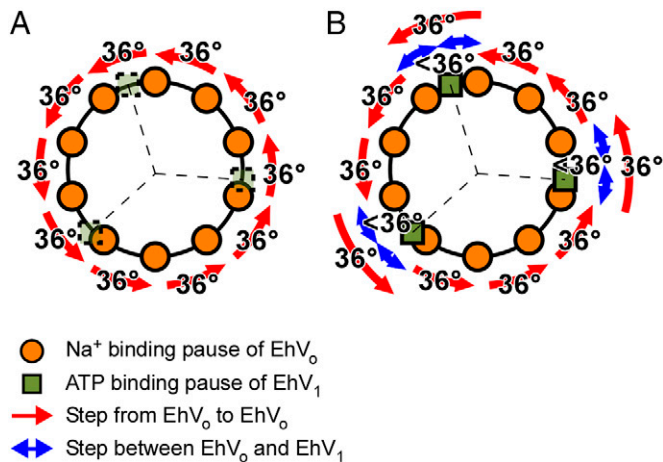 A
36° 36°
36° 36°
36° 36°
36° 36°
36° 36°
B
36°
36°
<36°
36° 36°
36° <36° 36°
<36°
36° 36°
36° 36°
Na⁺ binding pause of EhVₒ
ATP binding pause of EhV₁
Step from EhVₒ to EhVₒ
Step between EhVₒ and EhV₁